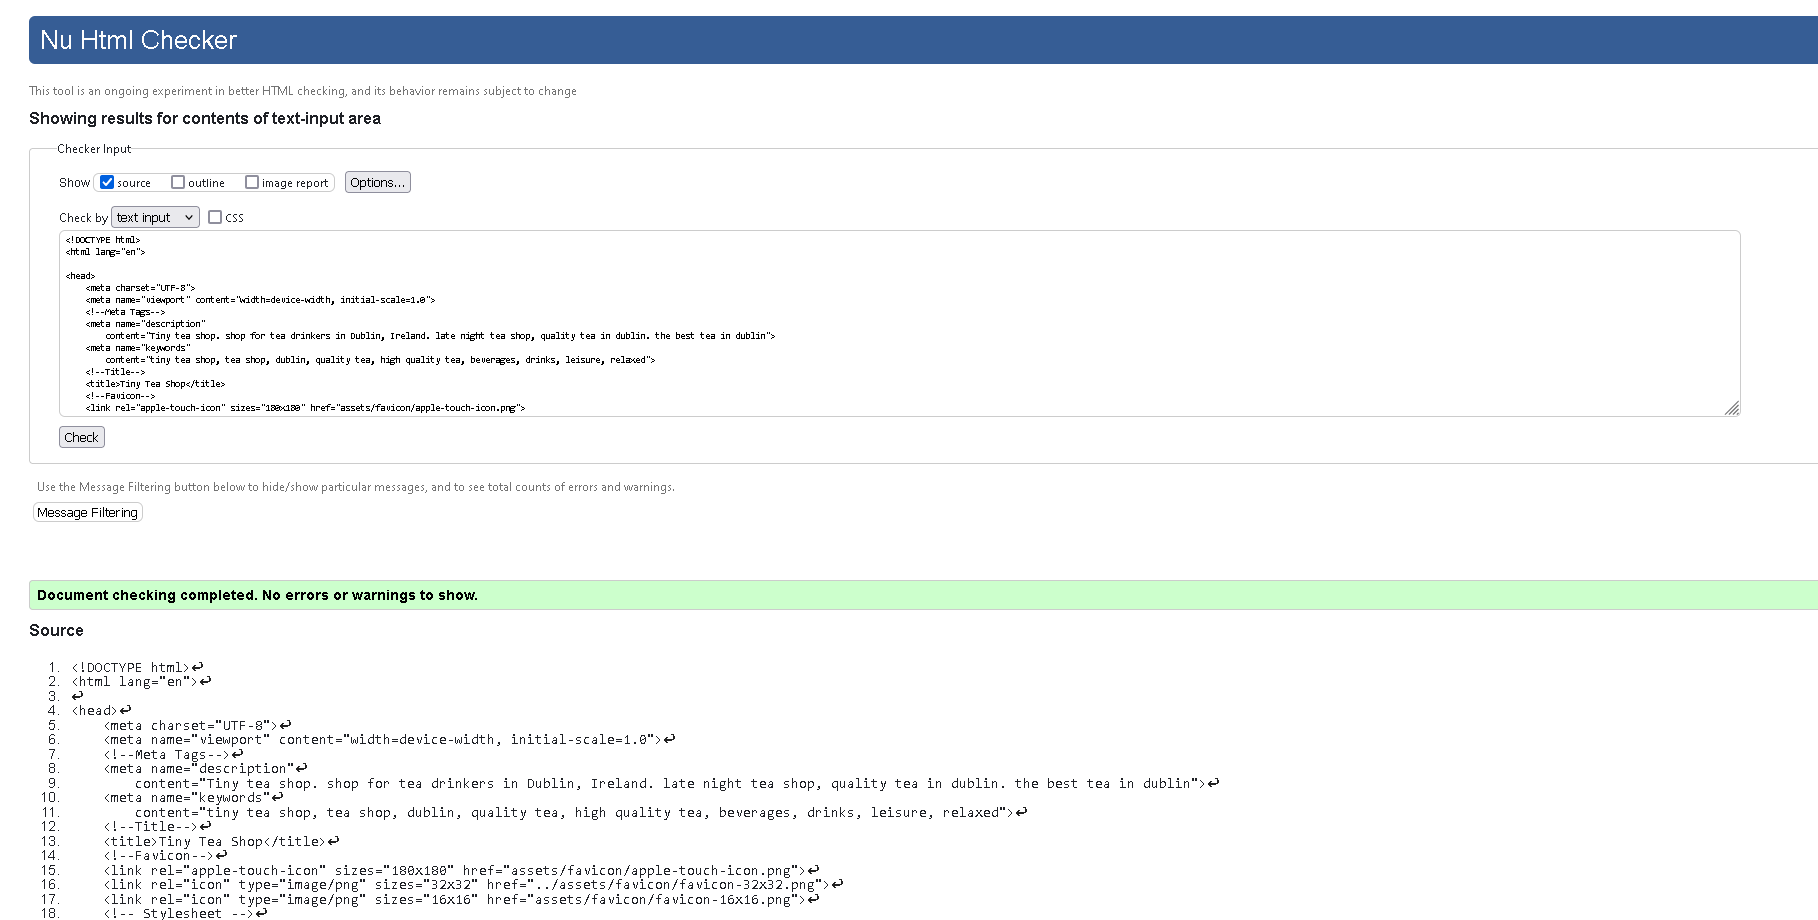 Nu Html Checker
This tool is an ongoing experiment in better HTML checking, and its behavior remains subject to change
Showing results for contents of text-input area
Checker Input
Show source outline image report Options...
Check by text input CSS
<!DOCTYPE html>
<html lang="en">
<head>
<meta charset="UTF-8">
<meta name="viewport" content="width=device-width, initial-scale=1.0">
<!--Meta Tags-->
<meta name="description"
content="Tiny tea shop. shop for tea drinkers in Dublin, Ireland. late night tea shop, quality tea in dublin. the best tea in dublin">
<meta name="keywords"
content="tiny tea shop, tea shop, dublin, quality tea, high quality tea, beverages, drinks, leisure, relaxed">
<!--Title-->
<title>Tiny Tea Shop</title>
<!--Favicon-->
<link rel="apple-touch-icon" sizes="180x180" href="assets/favicon/apple-touch-icon.png">
Check
Use the Message Filtering button below to hide/show particular messages, and to see total counts of errors and warnings.
Message Filtering
Document checking completed. No errors or warnings to show.
Source
1. <!DOCTYPE html>↩
2. <html lang="en">↩
3. ↩
4. <head>↩
5. <meta charset="UTF-8">↩
6. <meta name="viewport" content="width=device-width, initial-scale=1.0">↩
7. <!--Meta Tags-->↩
8. <meta name="description"↩
9. content="Tiny tea shop. shop for tea drinkers in Dublin, Ireland. late night tea shop, quality tea in dublin. the best tea in dublin">↩
10. <meta name="keywords"↩
11. content="tiny tea shop, tea shop, dublin, quality tea, high quality tea, beverages, drinks, leisure, relaxed">↩
12. <!--Title-->↩
13. <title>Tiny Tea Shop</title>↩
14. <!--Favicon-->↩
15. <link rel="apple-touch-icon" sizes="180x180" href="assets/favicon/apple-touch-icon.png">↩
16. <link rel="icon" type="image/png" sizes="32x32" href="../assets/favicon/favicon-32x32.png">↩
17. <link rel="icon" type="image/png" sizes="16x16" href="assets/favicon/favicon-16x16.png">↩
18. <!-- Stylesheet -->↩